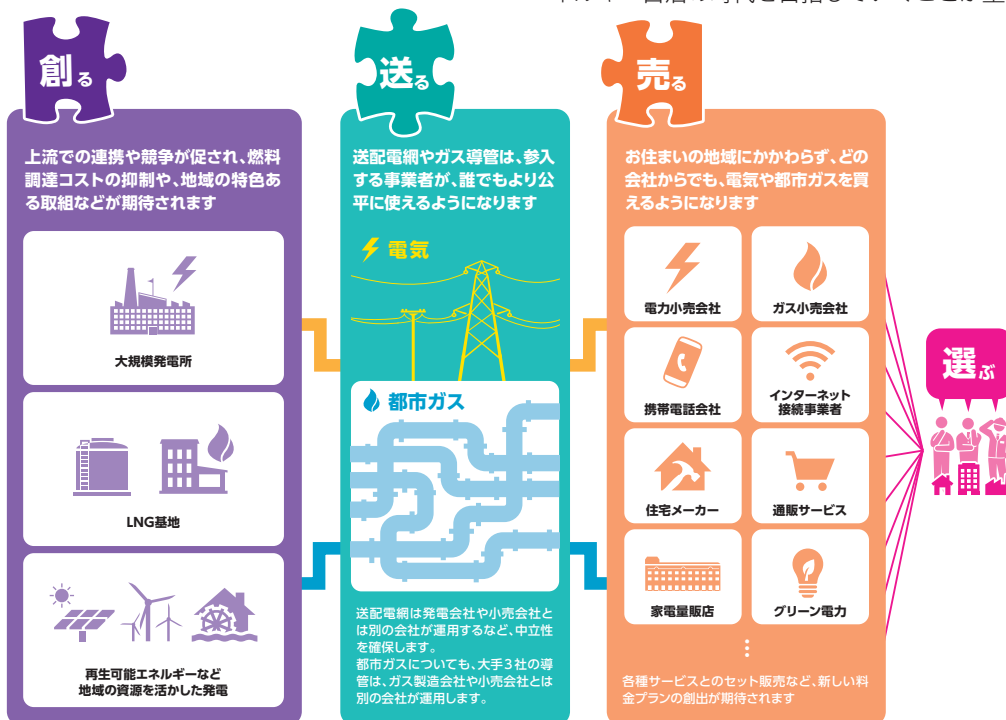 創る
上流での連携や競争が促され、燃料
調達コストの抑制や、地域の特色あ
る取組などが期待されます
大規模発電所
LNG基地
再生可能エネルギーなど
地域の資源を活かした発電
送る
送配電網やガス導管は、参入
する事業者が、誰でもより公
平に使えるようになります
電気
都市ガス
送配電網は発電会社や小売会社と
は別の会社が運用するなど、中立性
を確保します。
都市ガスについても、大手3社の導
管は、ガス製造会社や小売会社とは
別の会社が運用します。
売る
お住まいの地域にかかわらず、どの
会社からでも、電気や都市ガスを買
えるようになります
電力小売会社
ガス小売会社
携帯電話会社
インターネット
接続事業者
住宅メーカー
通販サービス
家電量販店
グリーン電力
⋮
各種サービスとのセット販売など、新しい料
金プランの創出が期待されます
選ぶ